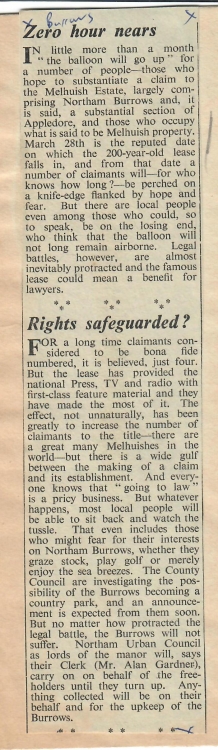 x Burrows x
Zero hour nears
IN little more than a month
" the balloon will go up " for
a number of people—those who
hope to substantiate a claim to
the Melhuish Estate, largely com-
prising Northam Burrows and, it
is said, a substantial section of
Appledore, and those who occupy
what is said to be Melhuish property.
March 28th is the reputed date
on which the 200-year-old lease
falls in, and from that date a
number of claimants will—for who
knows how long ?—be perched on
a knife-edge flanked by hope and
fear. But there are local people
even among those who could, so
to speak, be on the losing end,
who think that the balloon will
not long remain airborne. Legal
battles, however, are almost
inevitably protracted and the famous
lease could mean a benefit for
lawyers.
** ** **
Rights safeguarded?
FOR a long time claimants con-
sidered to be bona fide
numbered, it is believed, just four.
But the lease has provided the
national Press, TV and radio with
first-class feature material and they
have made the most of it. The
effect, not unnaturally, has been
greatly to increase the number of
claimants to the title—there are
a great many Melhuishes in the
world—but there is a wide gulf
between the making of a claim
and its establishment. And every-
one knows that " going to law "
is a pricy business. But whatever
happens, most local people will
be able to sit back and watch the
tussle. That even includes those
who might fear for their interests
on Northam Burrows, whether they
graze stock, play golf or merely
enjoy the sea breezes. The County
Council are investigating the pos-
sibility of the Burrows becoming a
country park, and an announce-
ment is expected from them soon.
But no matter how protracted the
legal battle, the Burrows will not
suffer. Northam Urban Council
as lords of the manor will, says
their Clerk (Mr. Alan Gardner),
carry on on behalf of the free-
holders until they turn up. Any-
thing collected will be on their
behalf and for the upkeep of the
Burrows.
** ** ** x